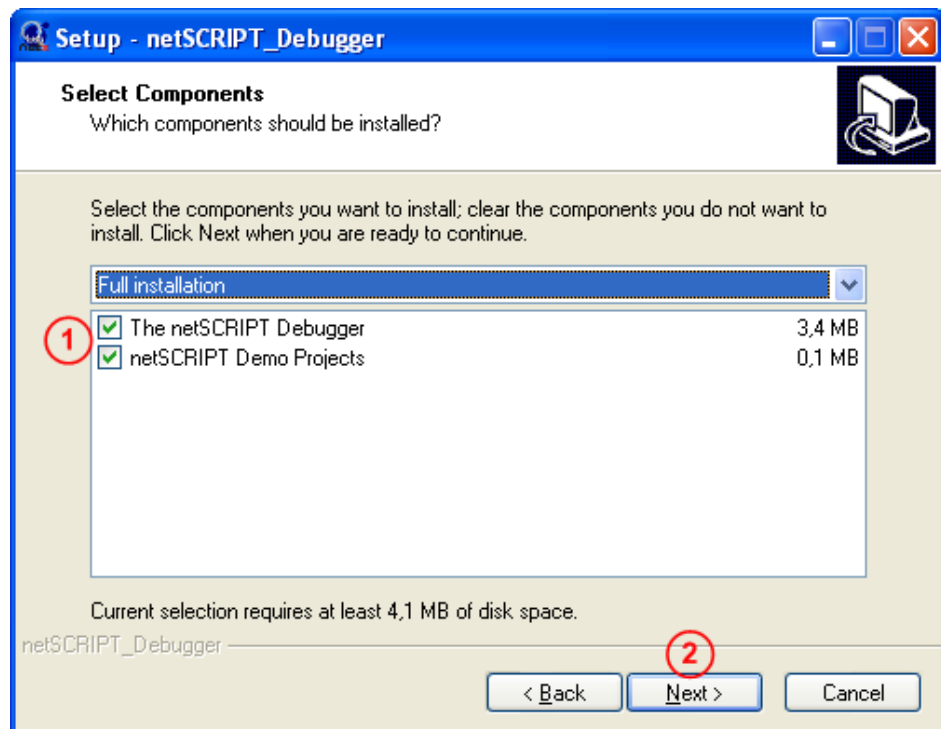 Setup - netSCRIPT_Debugger
Select Components
Which components should be installed?
Select the components you want to install; clear the components you do not want to
install. Click Next when you are ready to continue.
Full installation
1
The netSCRIPT Debugger 3,4 MB
netSCRIPT Demo Projects 0,1 MB
Current selection requires at least 4,1 MB of disk space.
netSCRIPT_Debugger
2
< Back Next > Cancel